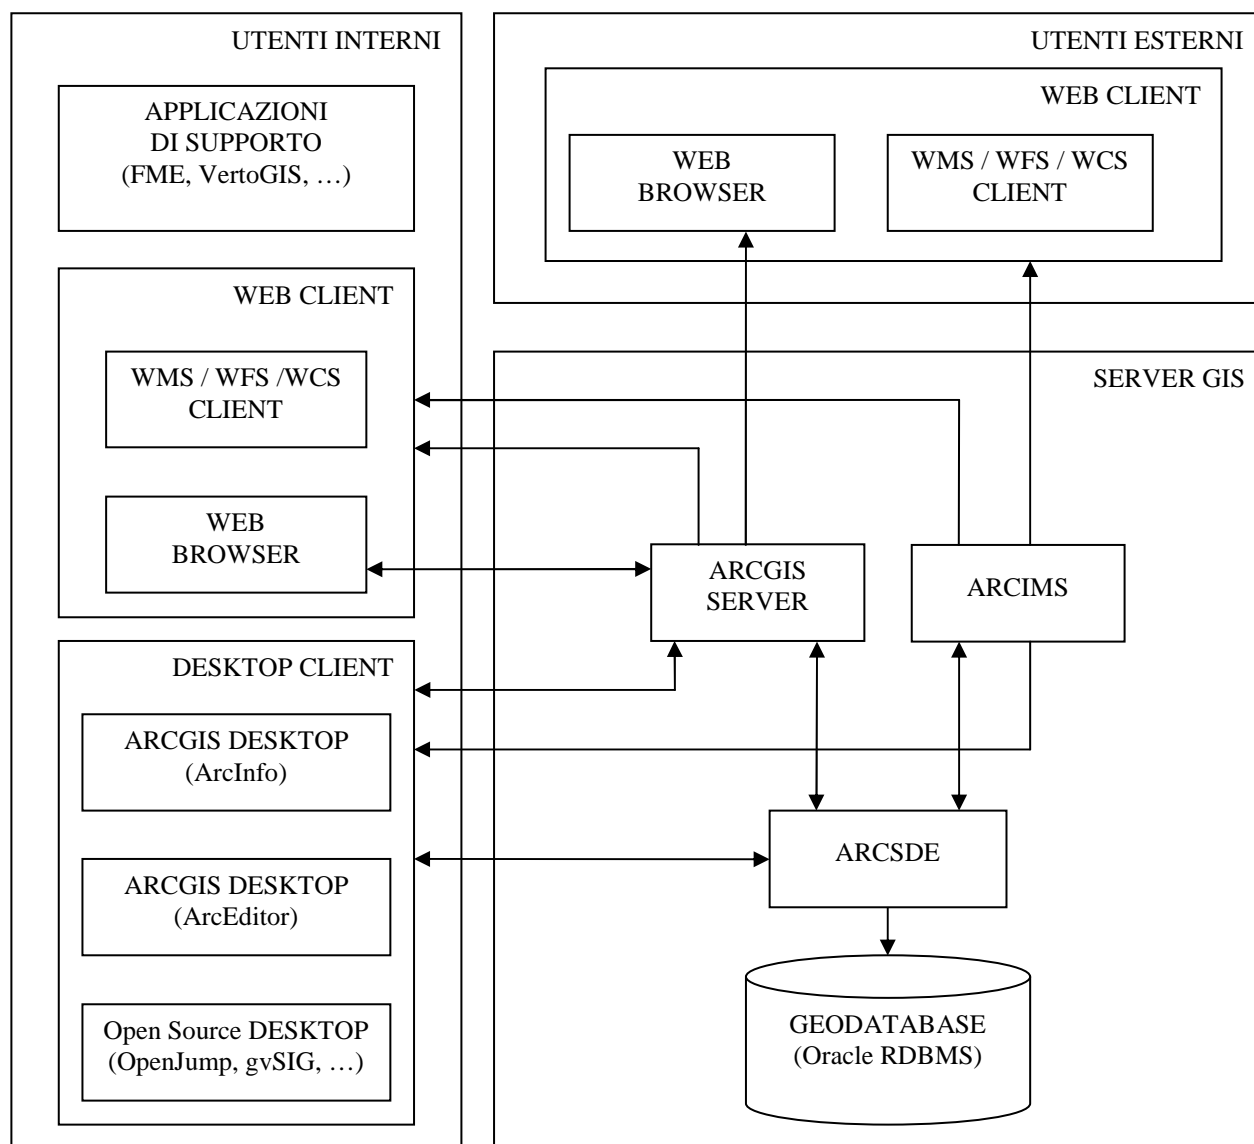 UTENTI INTERNI
APPLICAZIONI
DI SUPPORTO
(FME, VertoGIS, …)
WEB CLIENT
WMS / WFS /WCS
CLIENT
WEB
BROWSER
DESKTOP CLIENT
ARCGIS DESKTOP
(ArcInfo)
ARCGIS DESKTOP
(ArcEditor)
Open Source DESKTOP
(OpenJump, gvSIG, …)
UTENTI ESTERNI
WEB CLIENT
WEB
BROWSER
WMS / WFS / WCS
CLIENT
SERVER GIS
ARCGIS
SERVER
ARCIMS
ARCSDE
GEODATABASE
(Oracle RDBMS)